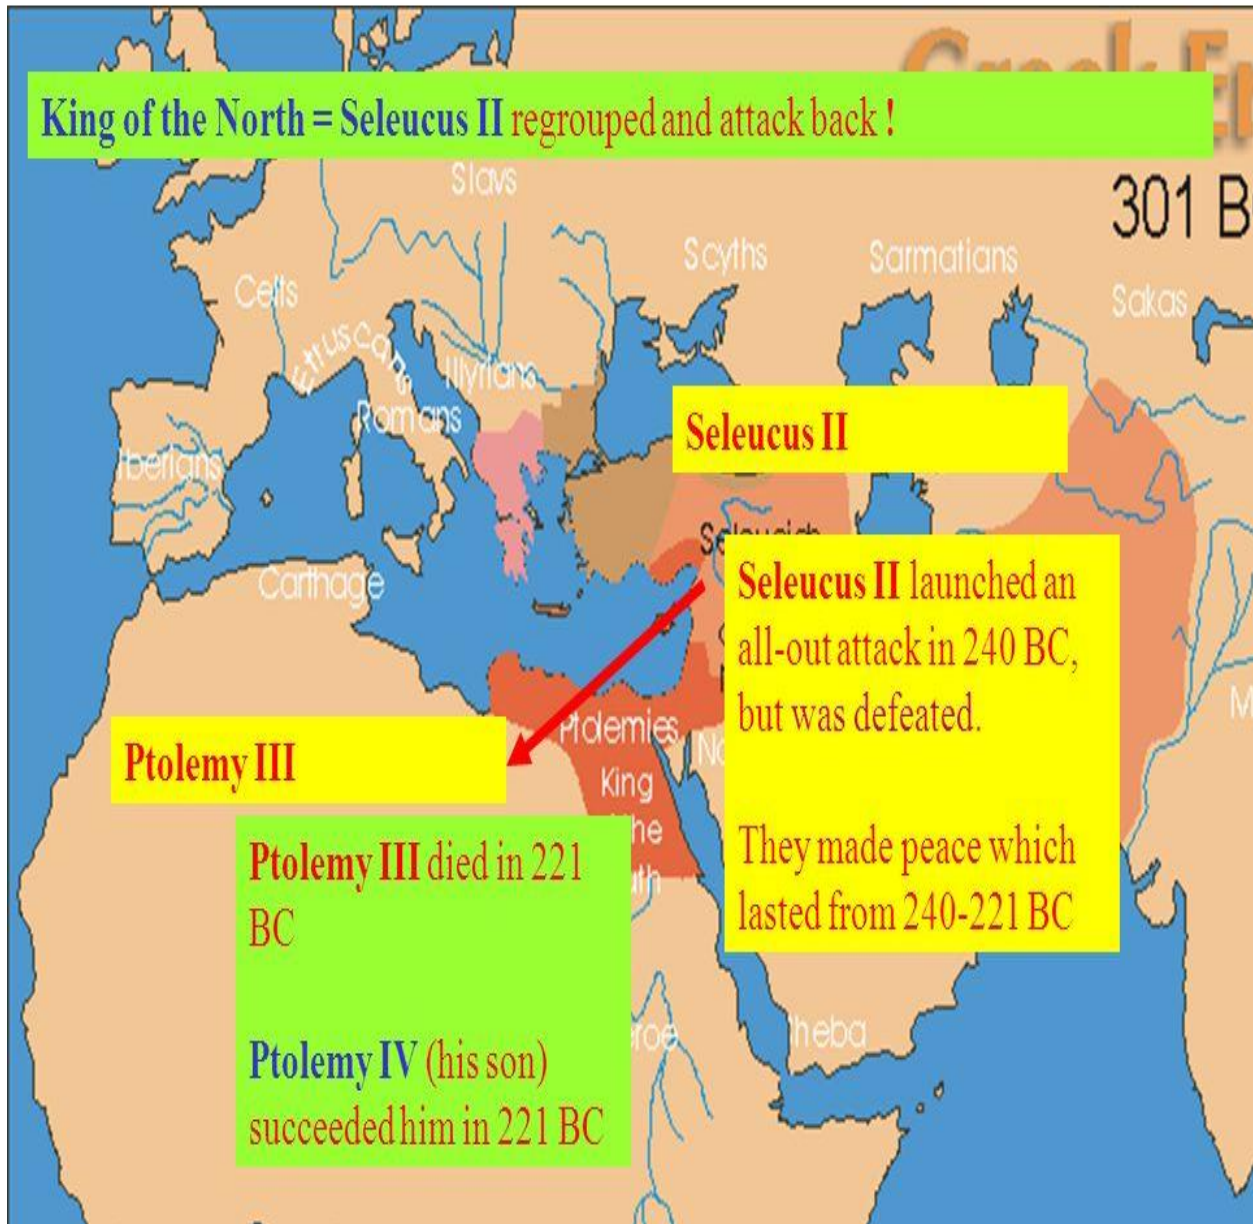 King of the North = Seleucus II regrouped and attack back !
301 B
Slavs
Scyths
Sarmatians
Sakas
Celts
Etruscans
Illyrians
Romans
Iberians
Seleucus II
Carthage
Seleucus II launched an
all-out attack in 240 BC,
but was defeated.
They made peace which
lasted from 240-221 BC
Ptolemies
King
Ptolemy III
Ptolemy III died in 221
BC
Ptolemy IV (his son)
succeeded him in 221 BC